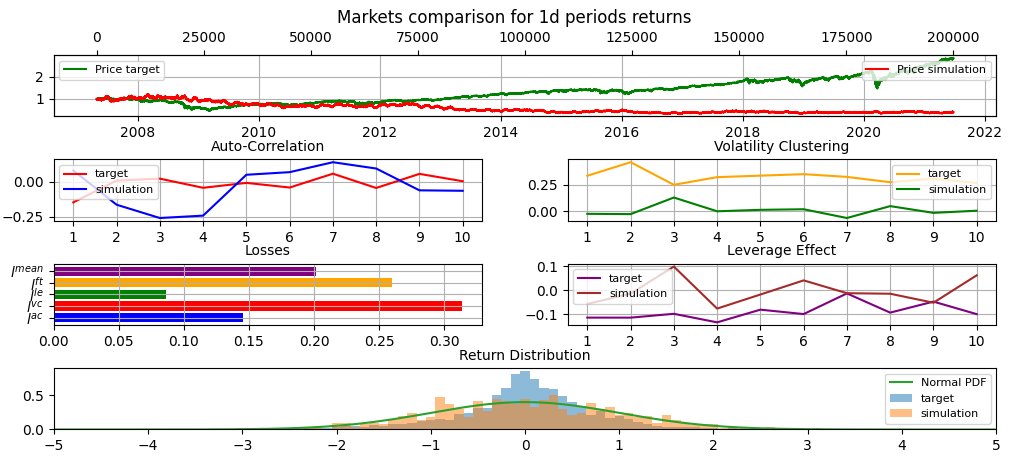 Markets comparison for 1d periods returns
0 25000 50000 75000 100000 125000 150000 175000 200000
Price target
Price simulation
2
1
2008 2010 2012 2014 2016 2018 2020 2022
Auto-Correlation
target
simulation
0.00
−0.25
1 2 3 4 5 6 7 8 9 10
Volatility Clustering
target
simulation
0.25
0.00
1 2 3 4 5 6 7 8 9 10
Losses
l^mean
l^ft
l^le
l^vc
l^ac
0.00 0.05 0.10 0.15 0.20 0.25 0.30
Leverage Effect
target
simulation
0.1
0.0
−0.1
1 2 3 4 5 6 7 8 9 10
Return Distribution
Normal PDF
target
simulation
0.5
0.0
−5 −4 −3 −2 −1 0 1 2 3 4 5